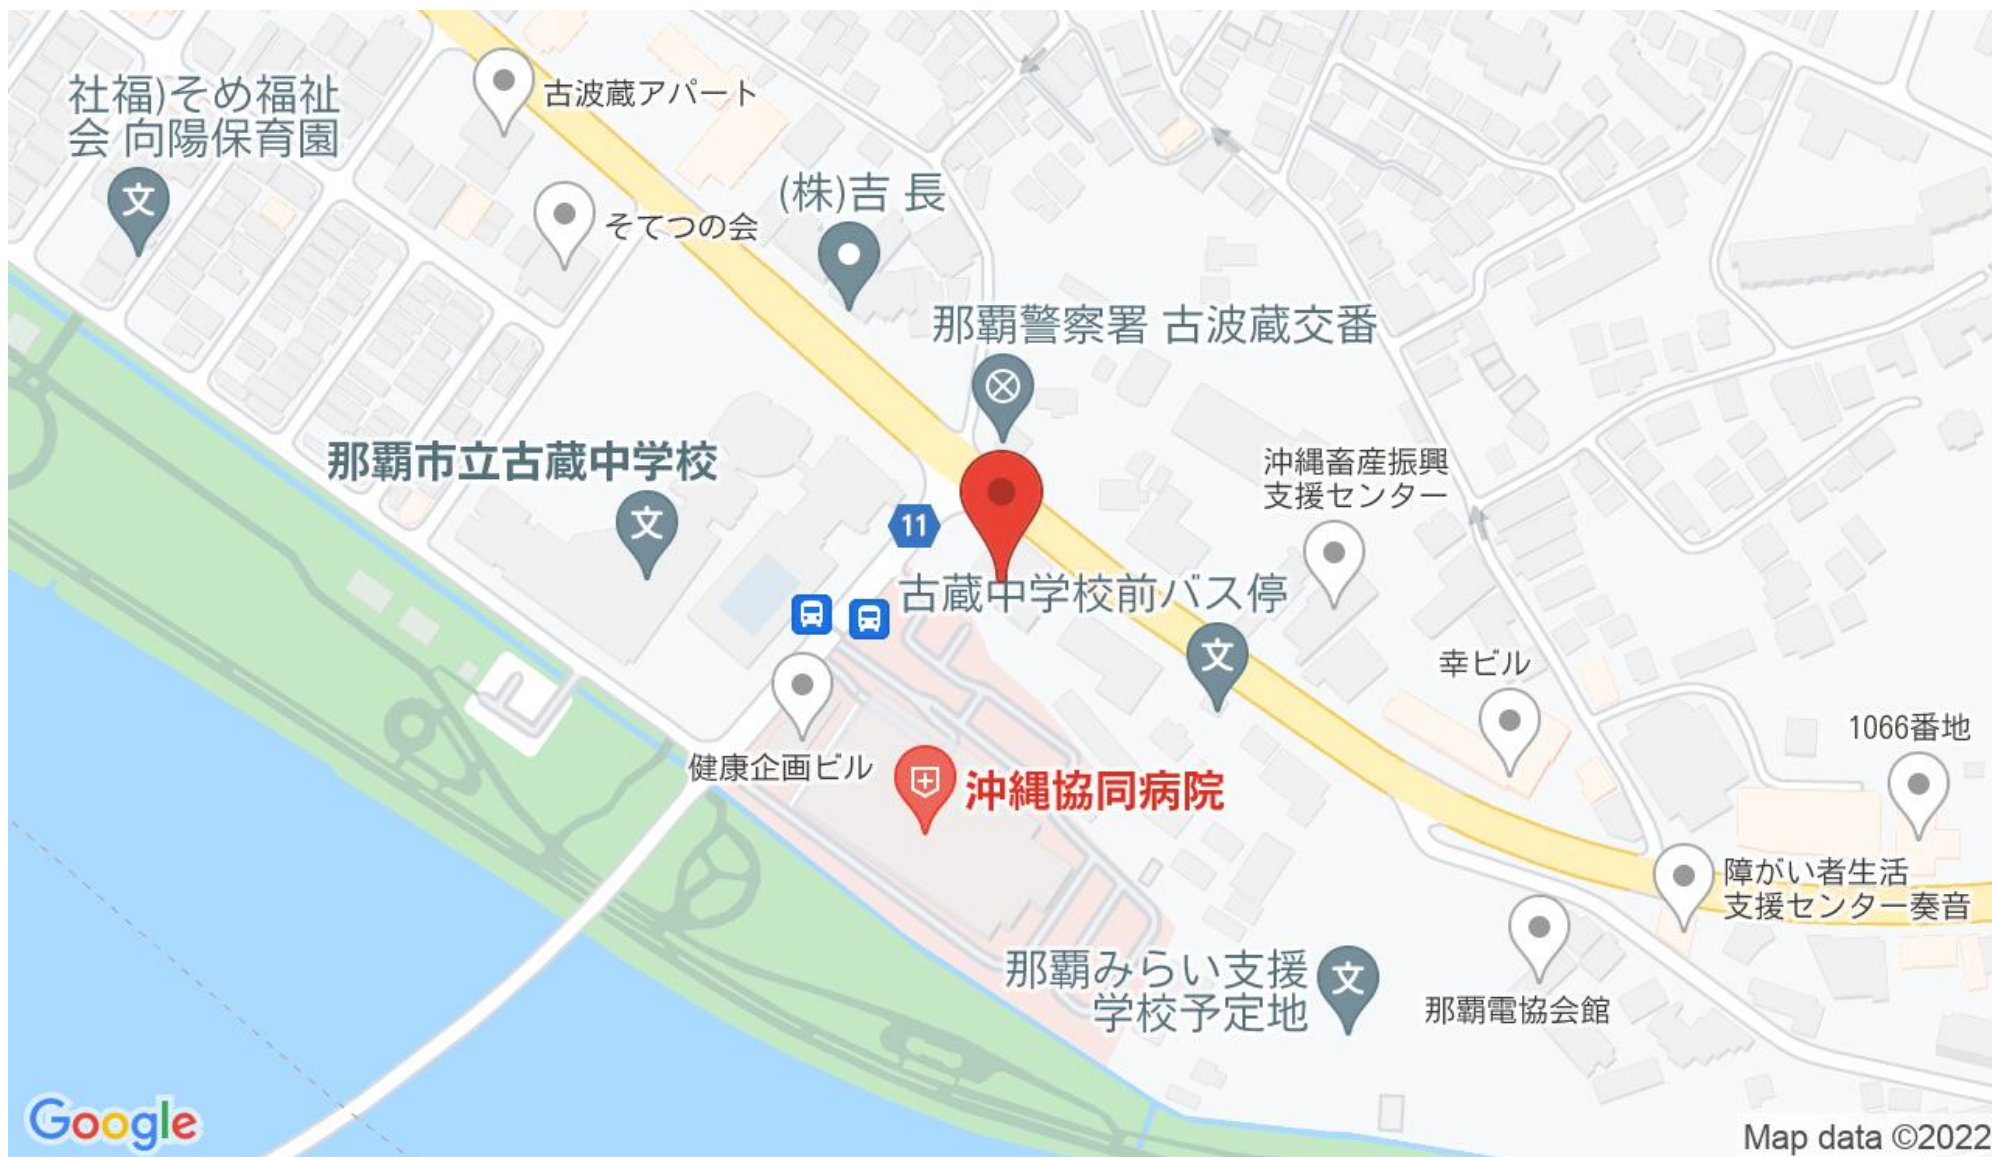 社福)そめ福祉
会 向陽保育園
文
古波蔵アパート
そてつの会
(株)吉 長
那覇警察署 古波蔵交番
那覇市立古蔵中学校
文
11
沖縄畜産振興
支援センター
古蔵中学校前バス停
文
幸ビル
1066番地
健康企画ビル
沖縄協同病院
障がい者生活
支援センター奏音
那覇みらい支援
学校予定地
文
那覇電協会館
Google
Map data ©2022